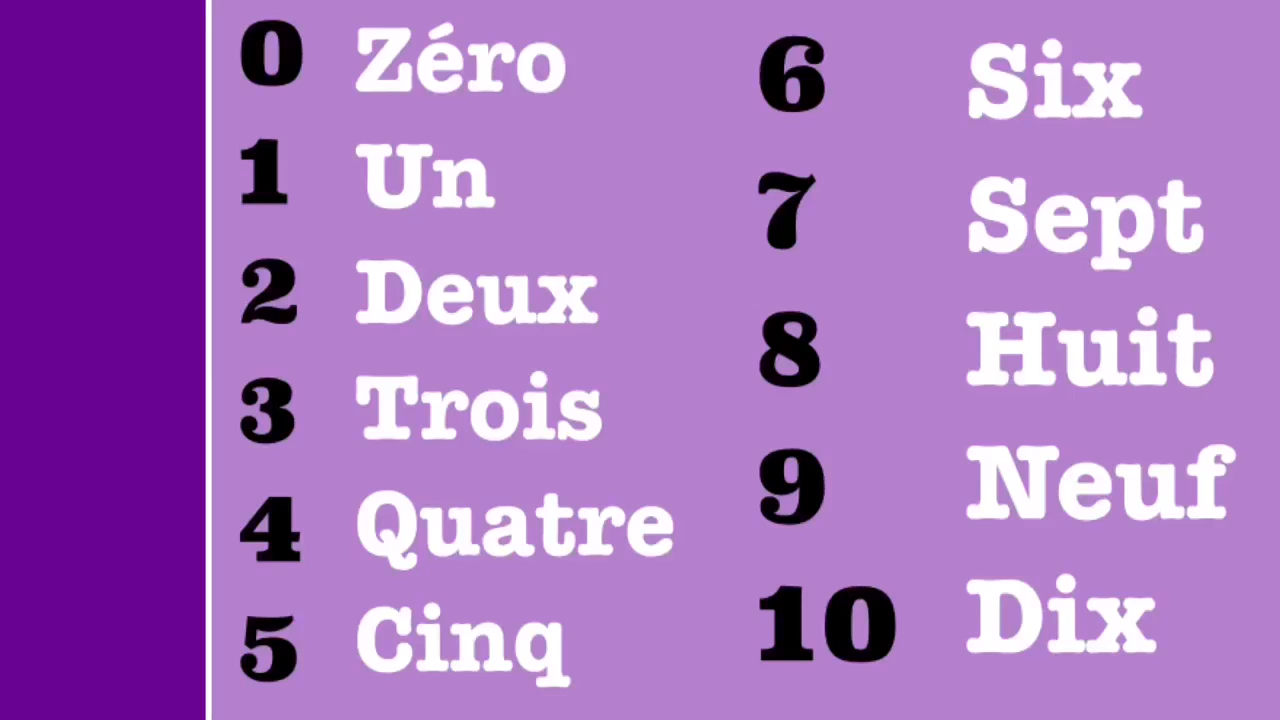 0 Zéro
1 Un
2 Deux
3 Trois
4 Quatre
5 Cinq
6 Six
7 Sept
8 Huit
9 Neuf
10 Dix